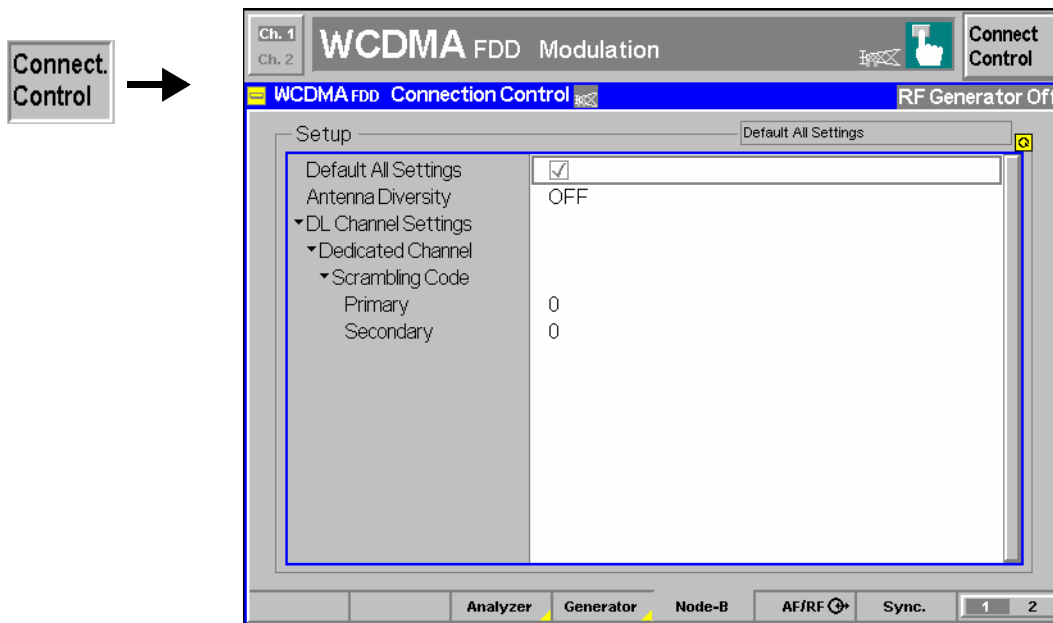 Connect.
Control
Ch. 1
Ch. 2
WCDMA FDD Modulation
Connect
Control
WCDMA FDD Connection Control
RF Generator Off
Setup
Default All Settings
Default All Settings
Antenna Diversity OFF
DL Channel Settings
Dedicated Channel
Scrambling Code
Primary 0
Secondary 0
Analyzer Generator Node-B AF/RF Sync. 1 2